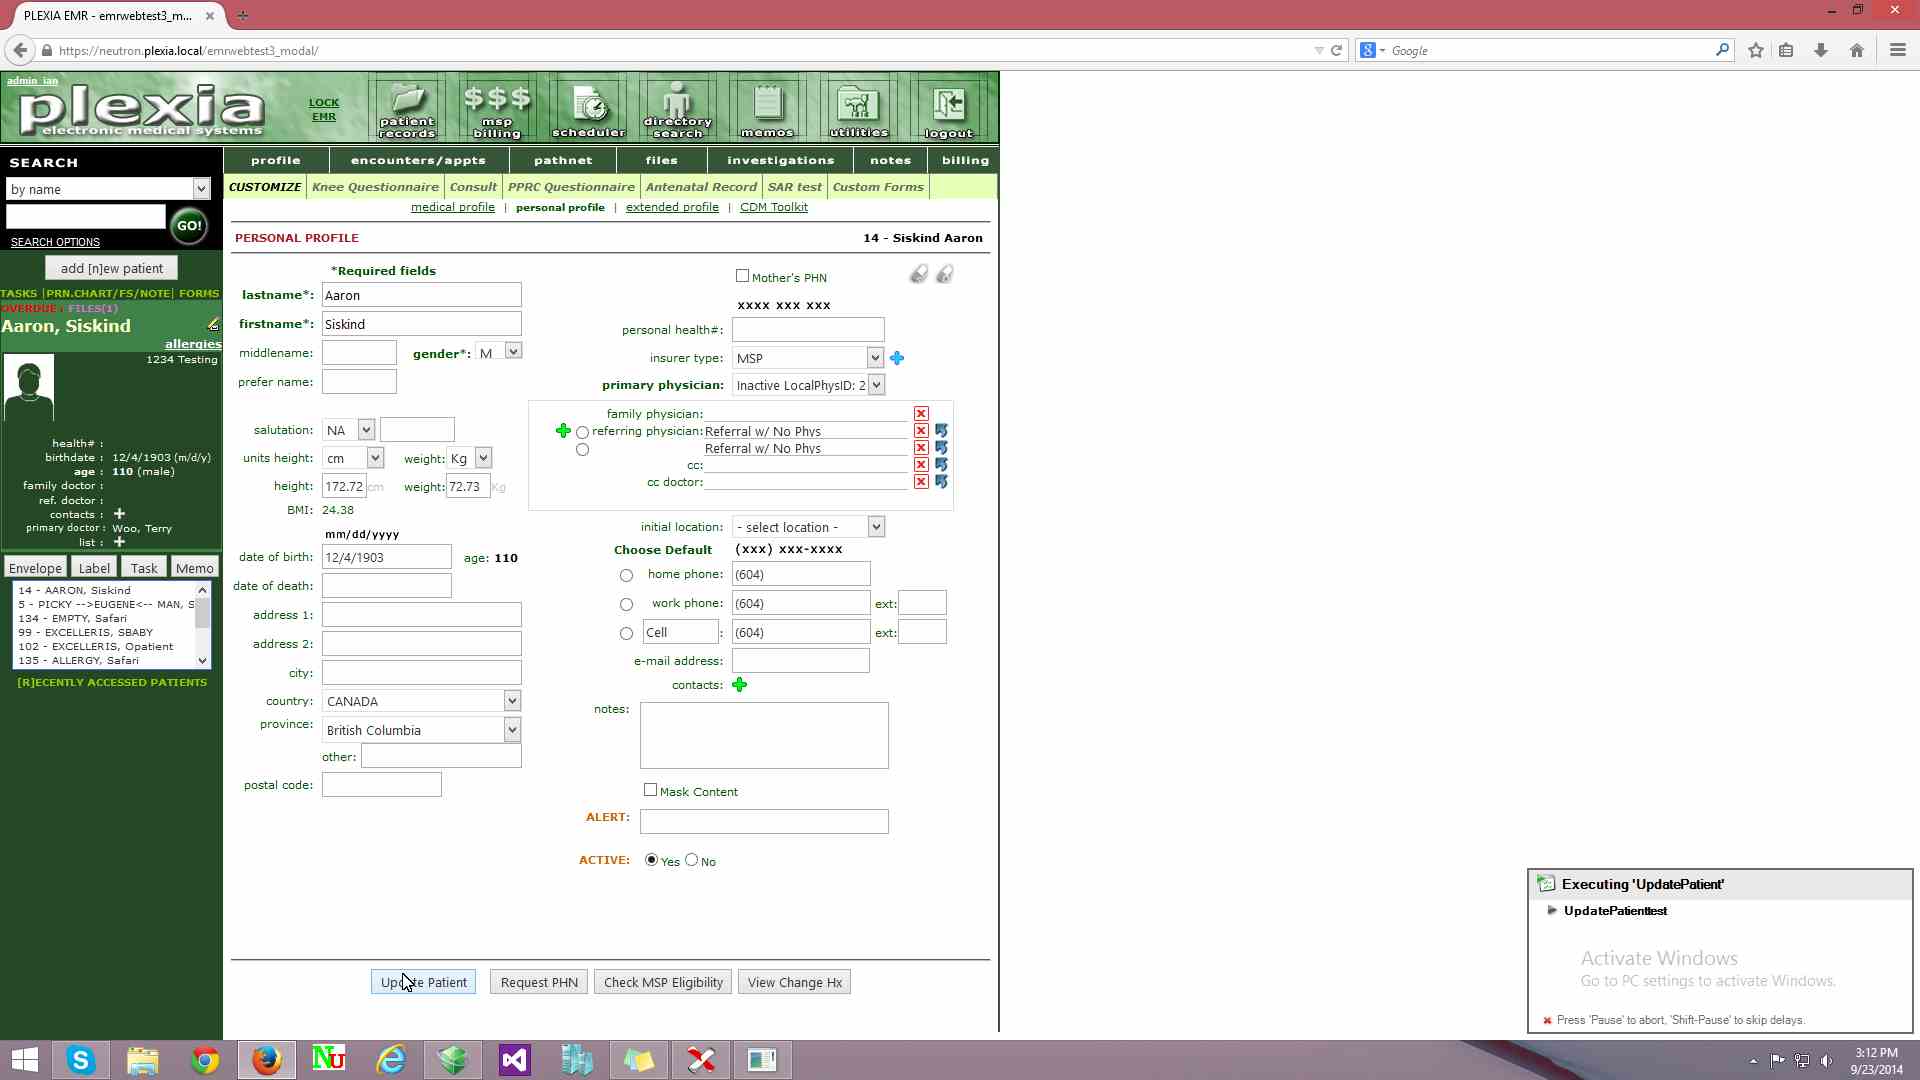 PLEXIA EMR - emrwebtest3_m...
https://neutron.plexia.local/emrwebtest3_modal/
Google
admin_ian
plexia
electronic medical systems
LOCK
EMR
patient records
$$$
msp billing
scheduler
directory search
memos
utilities
logout
SEARCH
by name
GO!
SEARCH OPTIONS
add [n]ew patient
TASKS |PRN.CHART/FS/NOTE| FORMS
OVERDUE: FILES(1)
Aaron, Siskind
allergies
1234 Testing
health# :
birthdate : 12/4/1903 (m/d/y)
age : 110 (male)
family doctor :
ref. doctor :
contacts :
primary doctor : Woo, Terry
list :
Envelope Label Task Memo
14 - AARON, Siskind
5 - PICKY -->EUGENE<-- MAN, S
134 - EMPTY, Safari
99 - EXCELLERIS, SBABY
102 - EXCELLERIS, Opatient
135 - ALLERGY, Safari
[R]ECENTLY ACCESSED PATIENTS
profile encounters/appts pathnet files investigations notes billing
CUSTOMIZE Knee Questionnaire Consult PPRC Questionnaire Antenatal Record SAR test Custom Forms
medical profile | personal profile | extended profile | CDM Toolkit
PERSONAL PROFILE
14 - Siskind Aaron
*Required fields
lastname*: Aaron
firstname*: Siskind
middlename:
gender*: M
prefer name:
salutation: NA
units height: cm weight: Kg
height: 172.72 cm weight: 72.73 Kg
BMI: 24.38
mm/dd/yyyy
date of birth: 12/4/1903 age: 110
date of death:
address 1:
address 2:
city:
country: CANADA
province: British Columbia
other:
postal code:
Mother's PHN
xxxx xxx xxx
personal health#:
insurer type: MSP
primary physician: Inactive LocalPhysID: 2
family physician:
referring physician: Referral w/ No Phys
Referral w/ No Phys
cc:
cc doctor:
initial location: - select location -
Choose Default (xxx) xxx-xxxx
home phone: (604)
work phone: (604) ext:
Cell : (604) ext:
e-mail address:
contacts:
notes:
Mask Content
ALERT:
ACTIVE: Yes No
Update Patient Request PHN Check MSP Eligibility View Change Hx
Executing 'UpdatePatient'
UpdatePatienttest
Activate Windows
Go to PC settings to activate Windows.
Press 'Pause' to abort, 'Shift-Pause' to skip delays.
Nu
3:12 PM
9/23/2014